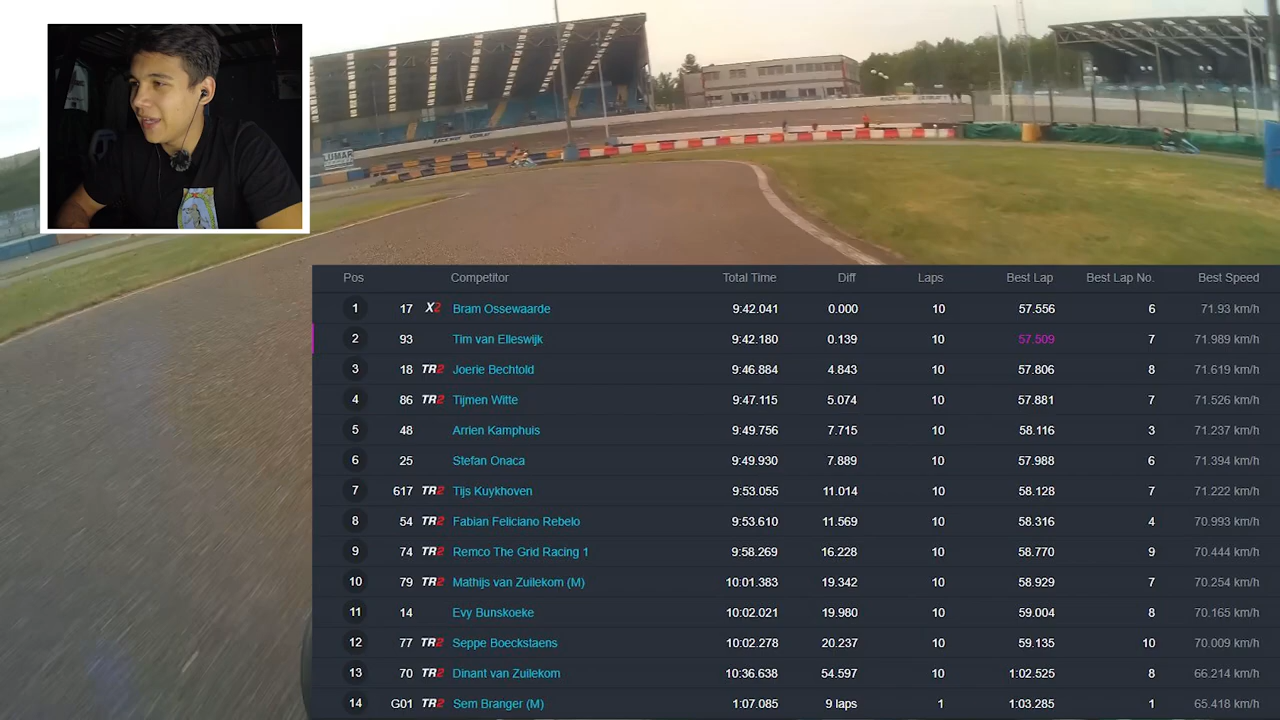 LUMAR
Pos Competitor Total Time Diff Laps Best Lap Best Lap No. Best Speed
1 17 X2 Bram Ossewaarde 9:42.041 0.000 10 57.556 6 71.93 km/h
2 93 Tim van Elleswijk 9:42.180 0.139 10 57.509 7 71.989 km/h
3 18 TR2 Joerie Bechtold 9:46.884 4.843 10 57.806 8 71.619 km/h
4 86 TR2 Tijmen Witte 9:47.115 5.074 10 57.881 7 71.526 km/h
5 48 Arrien Kamphuis 9:49.756 7.715 10 58.116 3 71.237 km/h
6 25 Stefan Onaca 9:49.930 7.889 10 57.988 6 71.394 km/h
7 617 TR2 Tijs Kuykhoven 9:53.055 11.014 10 58.128 7 71.222 km/h
8 54 TR2 Fabian Feliciano Rebelo 9:53.610 11.569 10 58.316 4 70.993 km/h
9 74 TR2 Remco The Grid Racing 1 9:58.269 16.228 10 58.770 9 70.444 km/h
10 79 TR2 Mathijs van Zuilekom (M) 10:01.383 19.342 10 58.929 7 70.254 km/h
11 14 Evy Bunskoeke 10:02.021 19.980 10 59.004 8 70.165 km/h
12 77 TR2 Seppe Boeckstaens 10:02.278 20.237 10 59.135 10 70.009 km/h
13 70 TR2 Dinant van Zuilekom 10:36.638 54.597 10 1:02.525 8 66.214 km/h
14 G01 TR2 Sem Branger (M) 1:07.085 9 laps 1 1:03.285 1 65.418 km/h